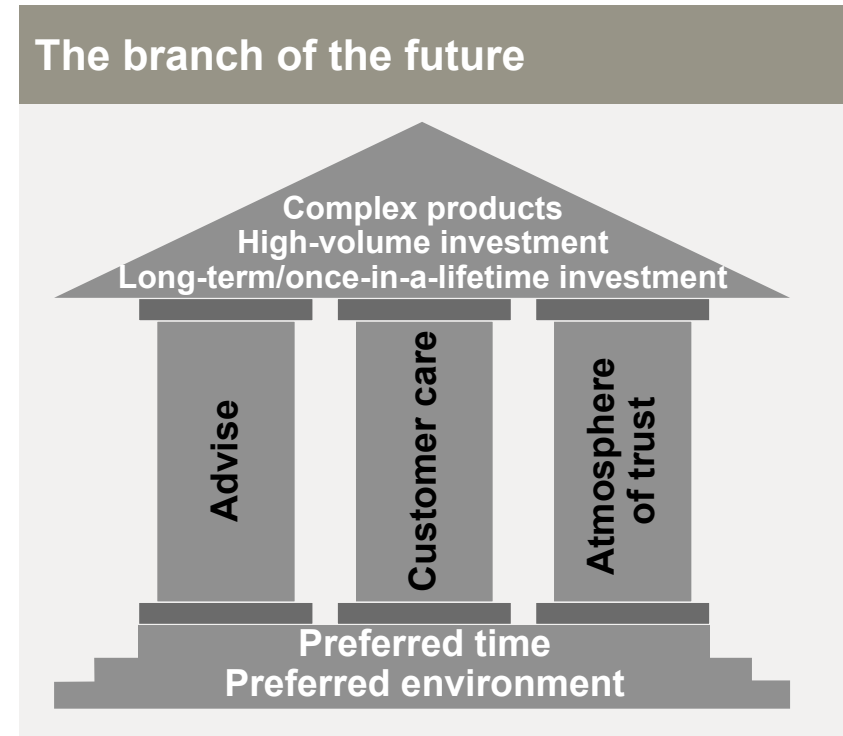 The branch of the future
Complex products
High-volume investment
Long-term/once-in-a-lifetime investment
Advise
Customer care
Atmosphere
of trust
Preferred time
Preferred environment